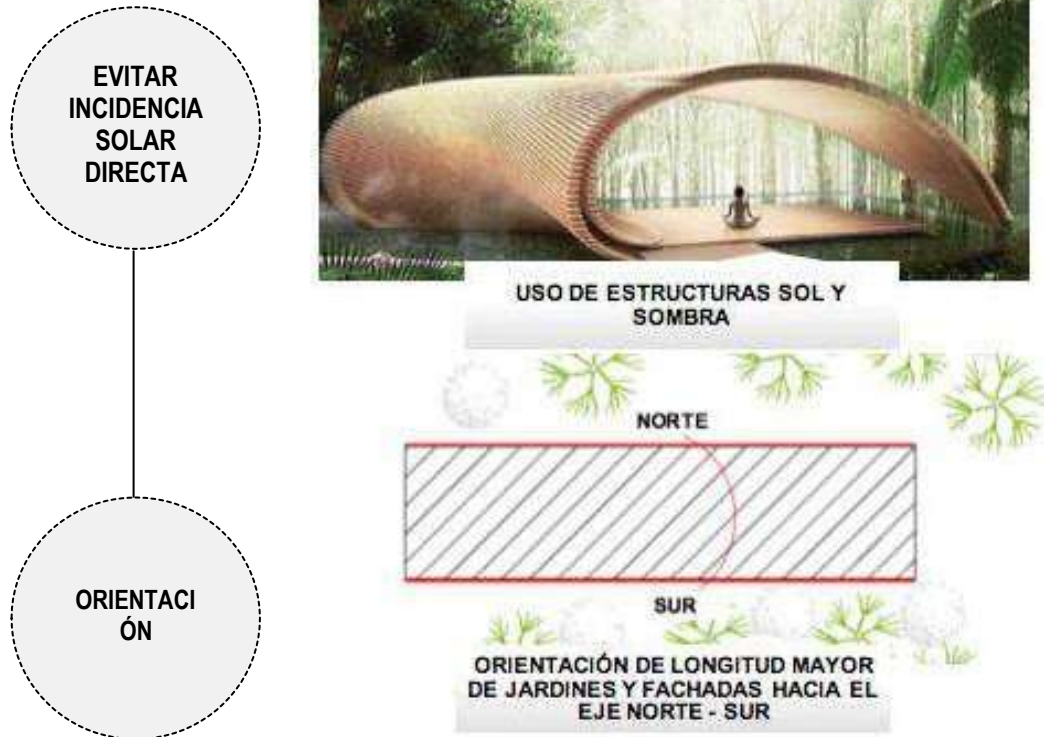 EVITAR
INCIDENCIA
SOLAR
DIRECTA
USO DE ESTRUCTURAS SOL Y
SOMBRA
NORTE
SUR
ORIENTACI
ÓN
ORIENTACIÓN DE LONGITUD MAYOR
DE JARDINES Y FACHADAS HACIA EL
EJE NORTE - SUR